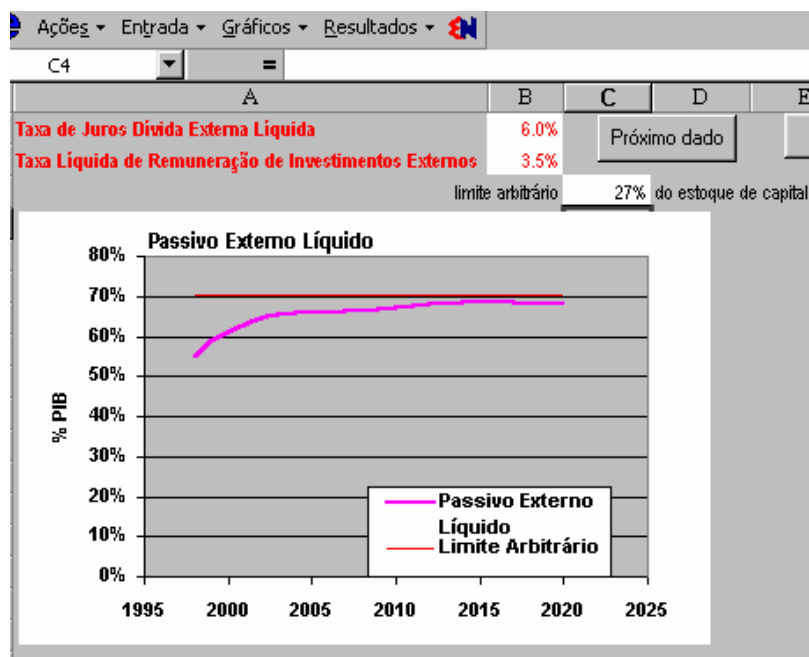 Ações Entrada Gráficos Resultados
C4 =
A B C D E
Taxa de Juros Dívida Externa Líquida 6.0% Próximo dado
Taxa Líquida de Remuneração de Investimentos Externos 3.5%
limite arbitrário 27% do estoque de capital
Passivo Externo Líquido
80%
70%
60%
50%
40%
30%
20%
10%
0%
% PIB
Passivo Externo
Líquido
Limite Arbitrário
1995 2000 2005 2010 2015 2020 2025